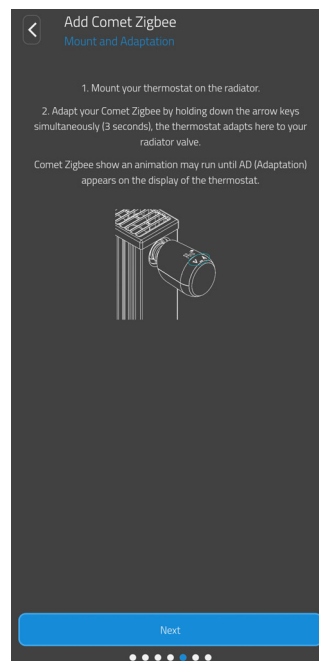 Add Comet Zigbee
Mount and Adaptation
1. Mount your thermostat on the radiator.
2. Adapt your Comet Zigbee by holding down the arrow keys
simultaneously (3 seconds), the thermostat adapts here to your
radiator valve.
Comet Zigbee show an animation may run until AD (Adaptation)
appears on the display of the thermostat.
Next